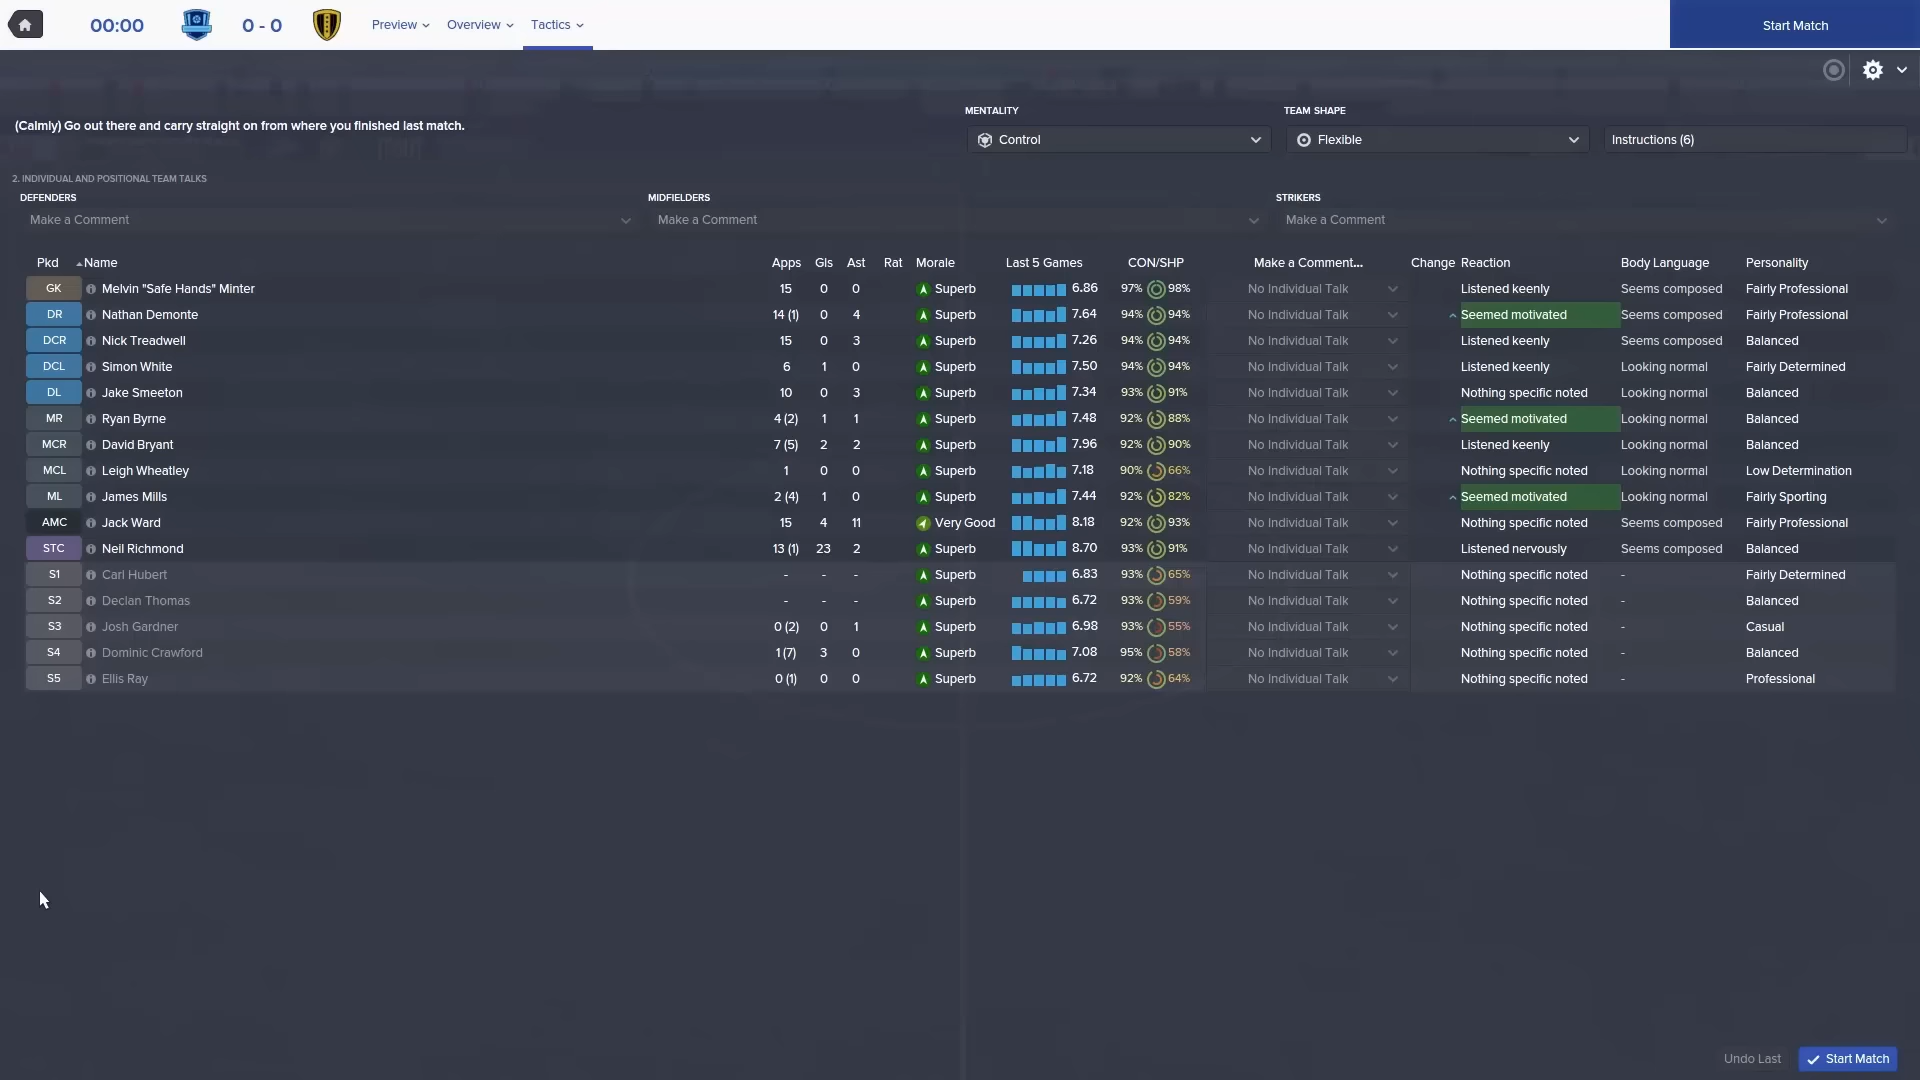 00:00 0 - 0 Preview Overview Tactics Start Match
MENTALITY TEAM SHAPE
(Calmly) Go out there and carry straight on from where you finished last match. Control Flexible Instructions (6)
2. INDIVIDUAL AND POSITIONAL TEAM TALKS
DEFENDERS MIDFIELDERS STRIKERS
Make a Comment Make a Comment Make a Comment
Pkd Name Apps Gls Ast Rat Morale Last 5 Games CON/SHP Make a Comment... Change Reaction Body Language Personality
GK Melvin "Safe Hands" Minter 15 0 0 Superb 6.86 97% 98% No Individual Talk Listened keenly Seems composed Fairly Professional
DR Nathan Demonte 14 (1) 0 4 Superb 7.64 94% 94% No Individual Talk Seemed motivated Seems composed Fairly Professional
DCR Nick Treadwell 15 0 3 Superb 7.26 94% 94% No Individual Talk Listened keenly Seems composed Balanced
DCL Simon White 6 1 0 Superb 7.50 94% 94% No Individual Talk Listened keenly Looking normal Fairly Determined
DL Jake Smeeton 10 0 3 Superb 7.34 93% 91% No Individual Talk Nothing specific noted Looking normal Balanced
MR Ryan Byrne 4 (2) 1 1 Superb 7.48 92% 88% No Individual Talk Seemed motivated Looking normal Balanced
MCR David Bryant 7 (5) 2 2 Superb 7.96 92% 90% No Individual Talk Listened keenly Looking normal Balanced
MCL Leigh Wheatley 1 0 0 Superb 7.18 90% 66% No Individual Talk Nothing specific noted Looking normal Low Determination
ML James Mills 2 (4) 1 0 Superb 7.44 92% 82% No Individual Talk Seemed motivated Looking normal Fairly Sporting
AMC Jack Ward 15 4 11 Very Good 8.18 92% 93% No Individual Talk Nothing specific noted Seems composed Fairly Professional
STC Neil Richmond 13 (1) 23 2 Superb 8.70 93% 91% No Individual Talk Listened nervously Seems composed Balanced
S1 Carl Hubert - - - Superb 6.83 93% 65% No Individual Talk Nothing specific noted - Fairly Determined
S2 Declan Thomas - - - Superb 6.72 93% 59% No Individual Talk Nothing specific noted - Balanced
S3 Josh Gardner 0 (2) 0 1 Superb 6.98 93% 55% No Individual Talk Nothing specific noted - Casual
S4 Dominic Crawford 1 (7) 3 0 Superb 7.08 95% 58% No Individual Talk Nothing specific noted - Balanced
S5 Ellis Ray 0 (1) 0 0 Superb 6.72 92% 64% No Individual Talk Nothing specific noted - Professional
Undo Last Start Match